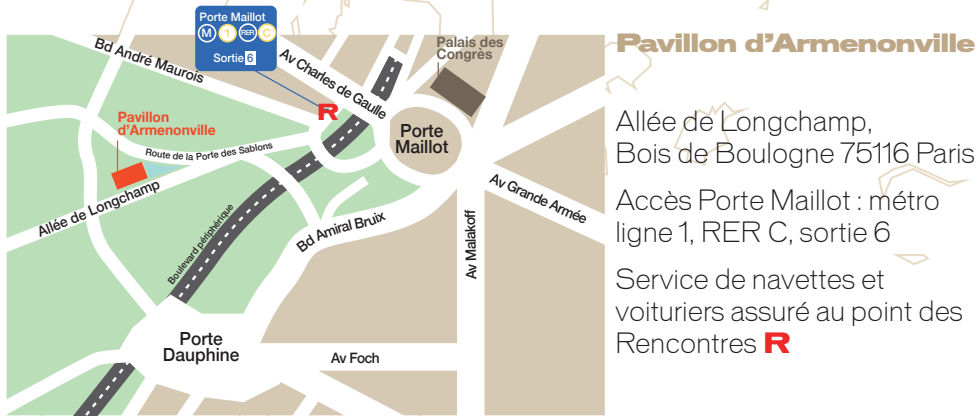 Porte Maillot
M 1 RER C
Sortie 6
Bd André Maurois
Av Charles de Gaulle
Palais des
Congrès
R
Pavillon
d'Armenonville
Porte
Maillot
Route de la Porte des Sablons
Allée de Longchamp
Av Grande Armée
Boulevard périphérique
Bd Amiral Bruix
Av Malakoff
Porte
Dauphine
Av Foch
Pavillon d'Armenonville
Allée de Longchamp,
Bois de Boulogne 75116 Paris
Accès Porte Maillot : métro
ligne 1, RER C, sortie 6
Service de navettes et
voituriers assuré au point des
Rencontres R